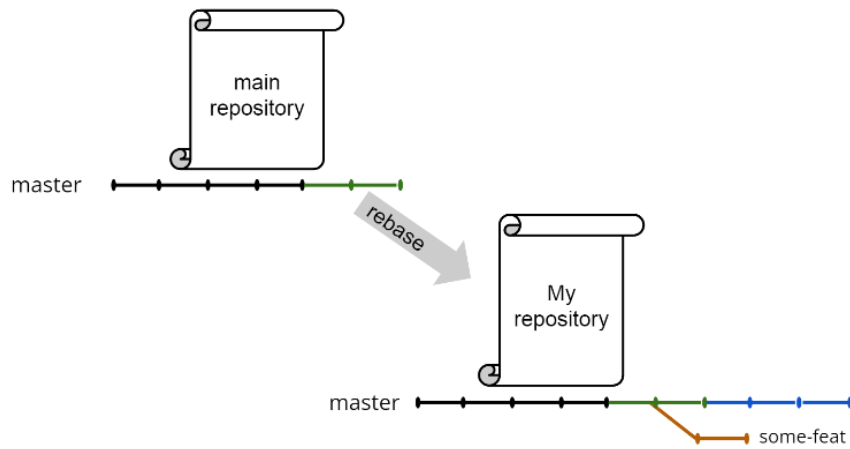 main
repository
master
rebase
My
repository
master
some-feat